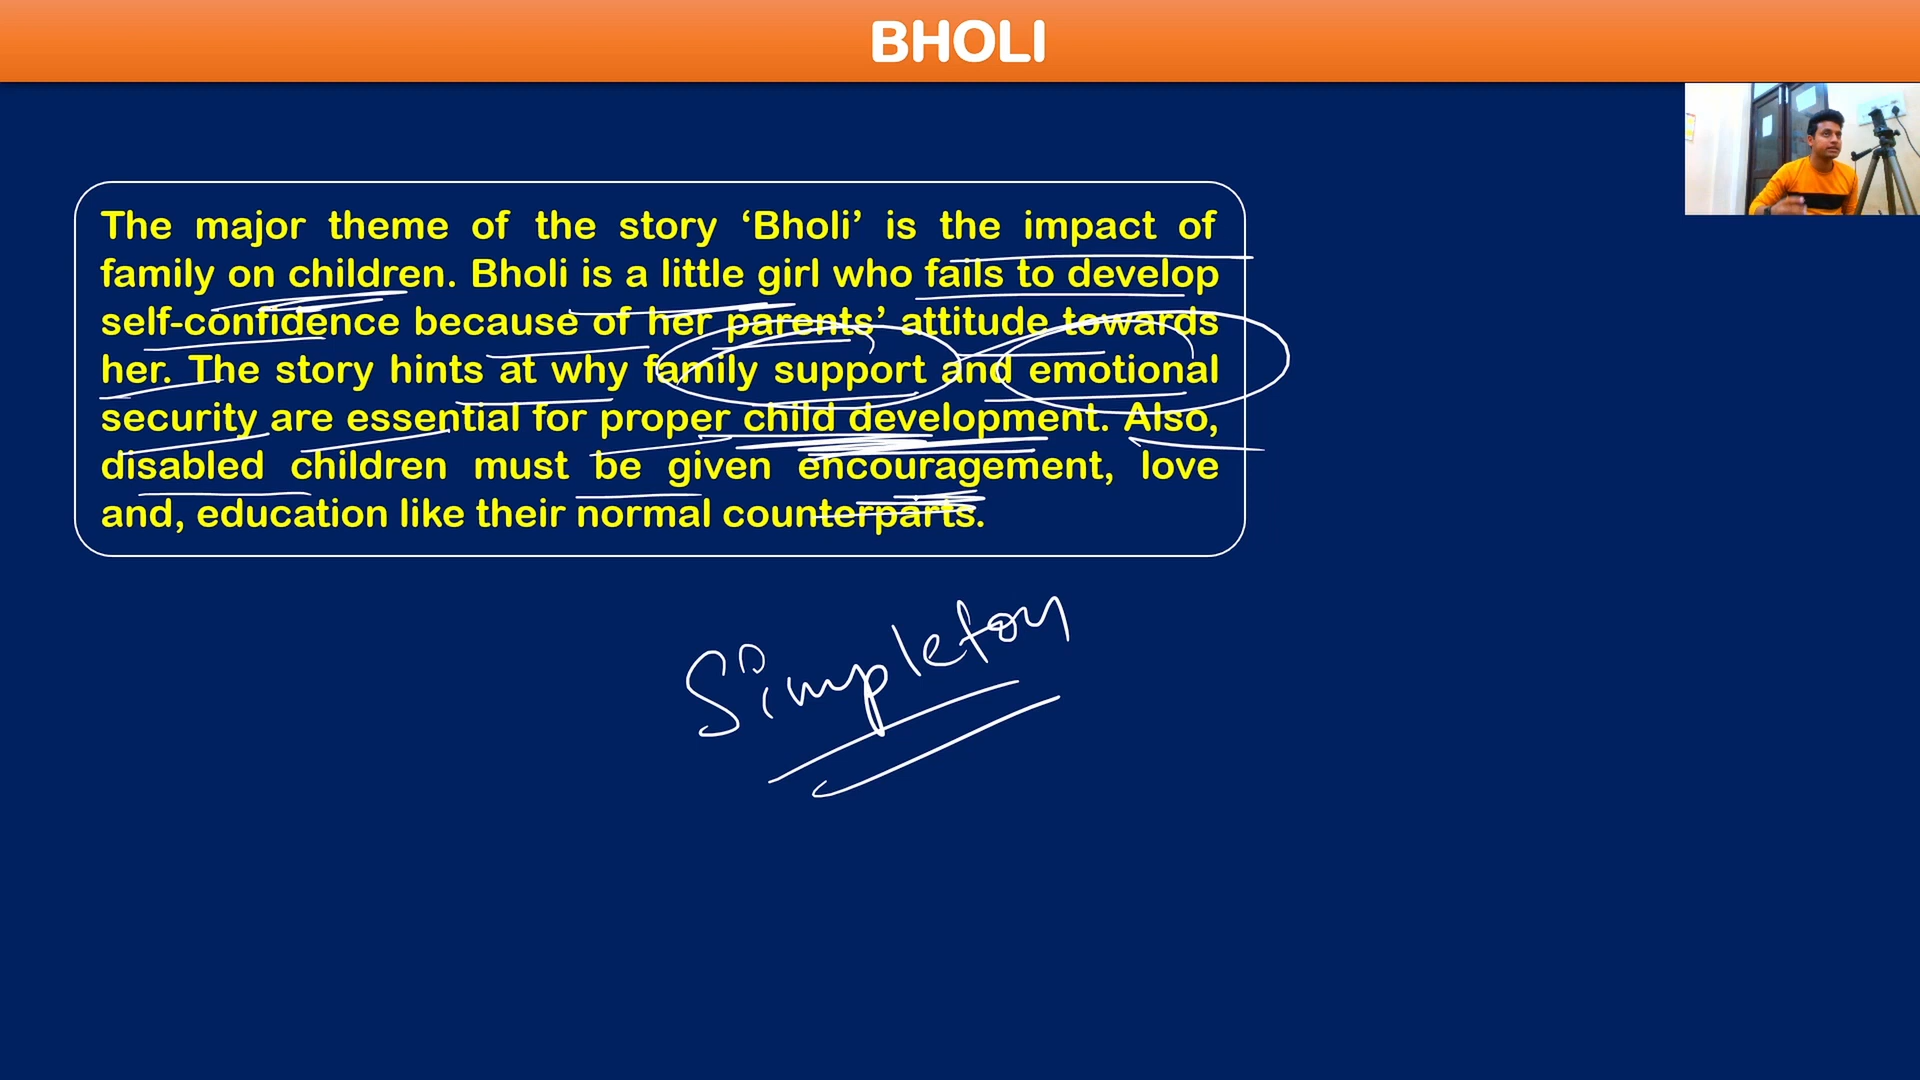 BHOLI
The major theme of the story ‘Bholi’ is the impact of
family on children. Bholi is a little girl who fails to develop
self-confidence because of her parents’ attitude towards
her. The story hints at why family support and emotional
security are essential for proper child development. Also,
disabled children must be given encouragement, love
and, education like their normal counterparts.
Simpleton